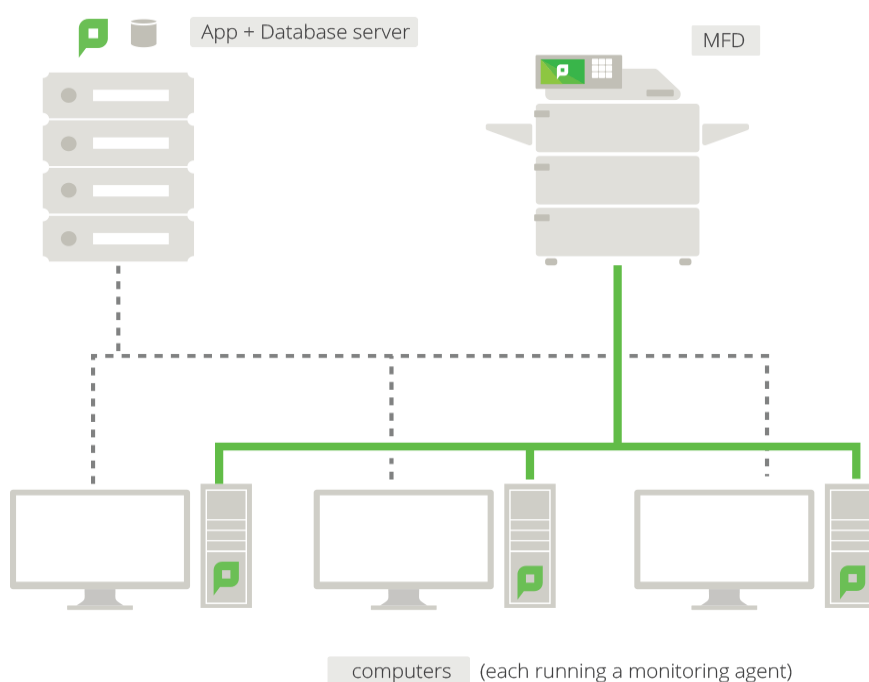 App + Database server
MFD
computers (each running a monitoring agent)